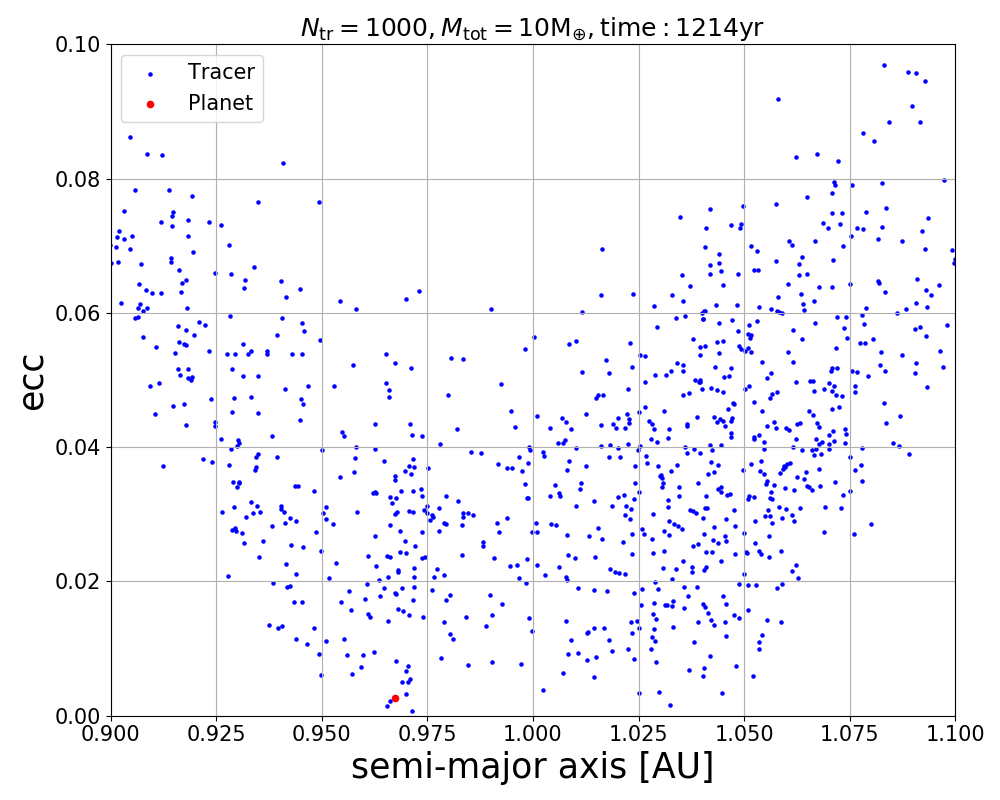 N_tr = 1000, M_tot = 10M_⊕, time : 1214yr
Tracer
Planet
ecc
0.10
0.08
0.06
0.04
0.02
0.00
0.900 0.925 0.950 0.975 1.000 1.025 1.050 1.075 1.100
semi-major axis [AU]